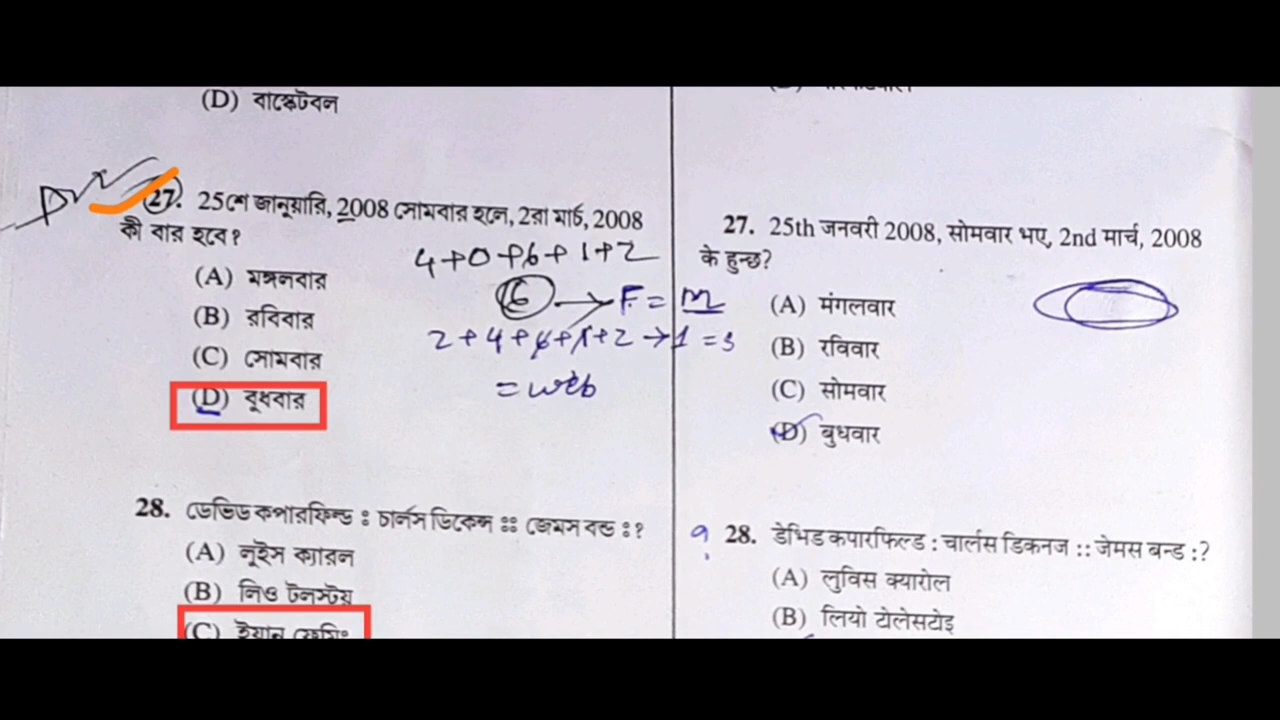 (D) বাস্কেটবল
27. 25শে জানুয়ারি, 2008 সোমবার হলে, 2রা মার্চ, 2008
কী বার হবে?
4+0+6+1+2
(A) মঙ্গলবার
6 → F = M
(B) রবিবার
2+4+6+1+2 → 1 = 3
(C) সোমবার
(D) বুধবার
28. ডেভিড কপারফিল্ড : চার্লস ডিকেন্স :: জেমস বন্ড :?
(A) লুইস ক্যারল
(B) লিও টলস্টয়
(C) ইয়ান
27. 25th जनवरी 2008, सोमवार भए, 2nd मार्च, 2008
के हुन्छ?
(A) मंगलवार
(B) रविवार
(C) सोमवार
(D) बुधवार
28. डेभिड कपारफिल्ड : चार्लस डिकनज :: जेमस बन्ड :?
(A) लुविस क्यारोल
(B) लियो टोलेसटोइ